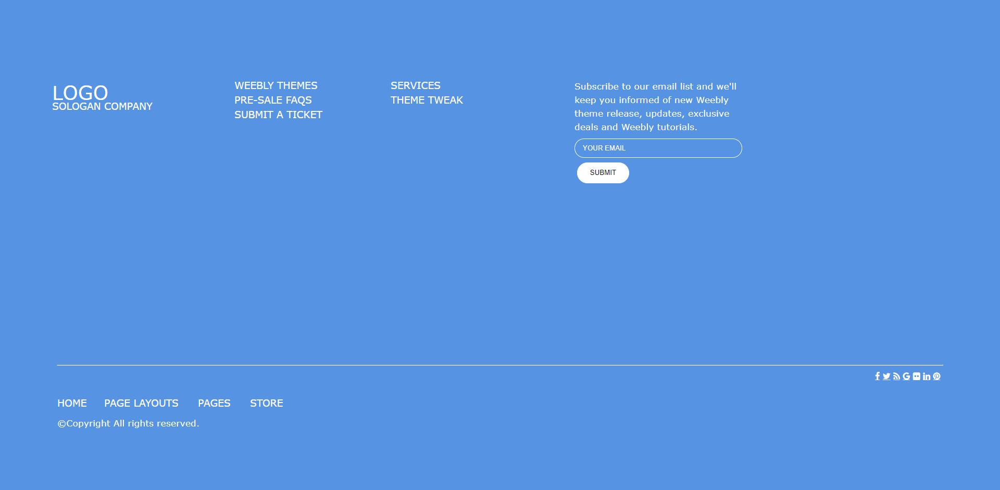 LOGO
SOLOGAN COMPANY
WEEBLY THEMES
PRE-SALE FAQS
SUBMIT A TICKET
SERVICES
THEME TWEAK
Subscribe to our email list and we'll
keep you informed of new Weebly
theme release, updates, exclusive
deals and Weebly tutorials.
YOUR EMAIL
SUBMIT
HOME PAGE LAYOUTS PAGES STORE
©Copyright All rights reserved.